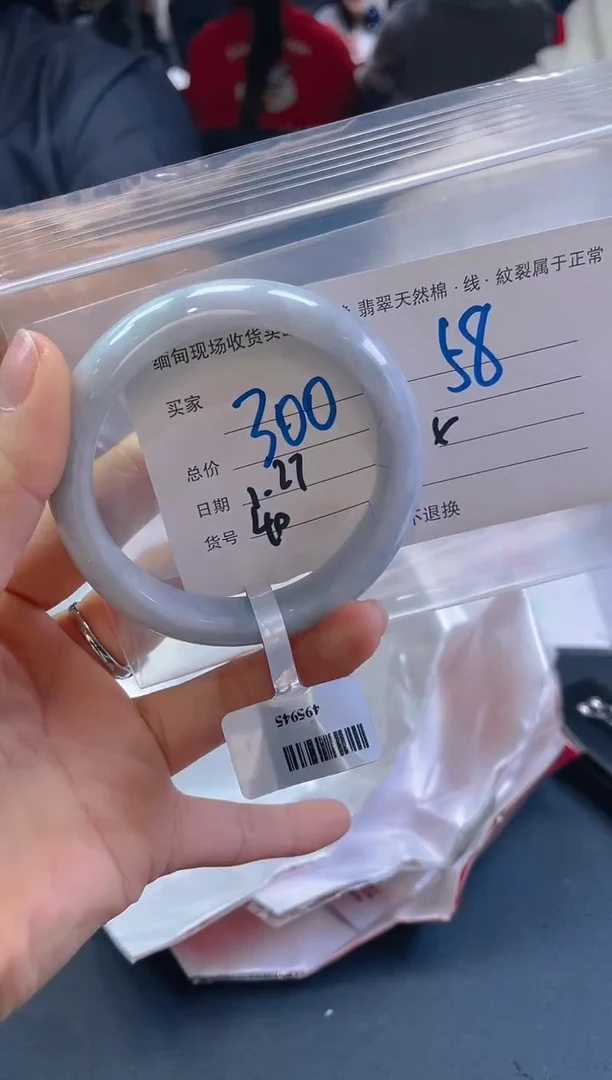 缅甸现场收货
翡翠天然棉·线·紋裂属于正常
买家 300
58
总价
日期 1.27
货号 40
不退换
495945